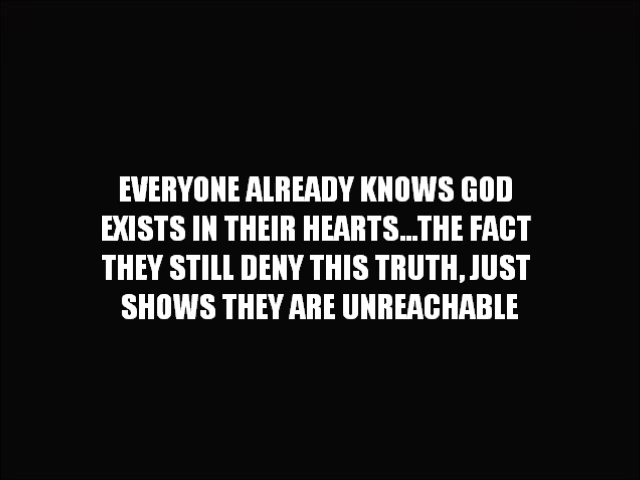 EVERYONE ALREADY KNOWS GOD
EXISTS IN THEIR HEARTS...THE FACT
THEY STILL DENY THIS TRUTH, JUST
SHOWS THEY ARE UNREACHABLE